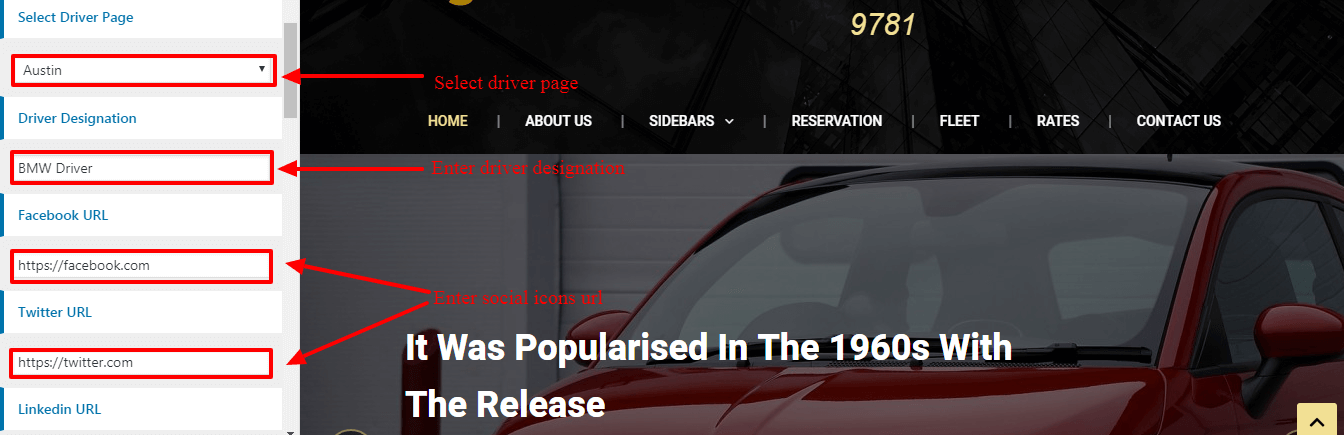 Select Driver Page
Austin
Driver Designation
BMW Driver
Facebook URL
https://facebook.com
Twitter URL
https://twitter.com
Linkedin URL
9781
Select driver page
HOME | ABOUT US | SIDEBARS | RESERVATION | FLEET | RATES | CONTACT US
Enter driver designation
Enter social icons url
It Was Popularised In The 1960s With
The Release